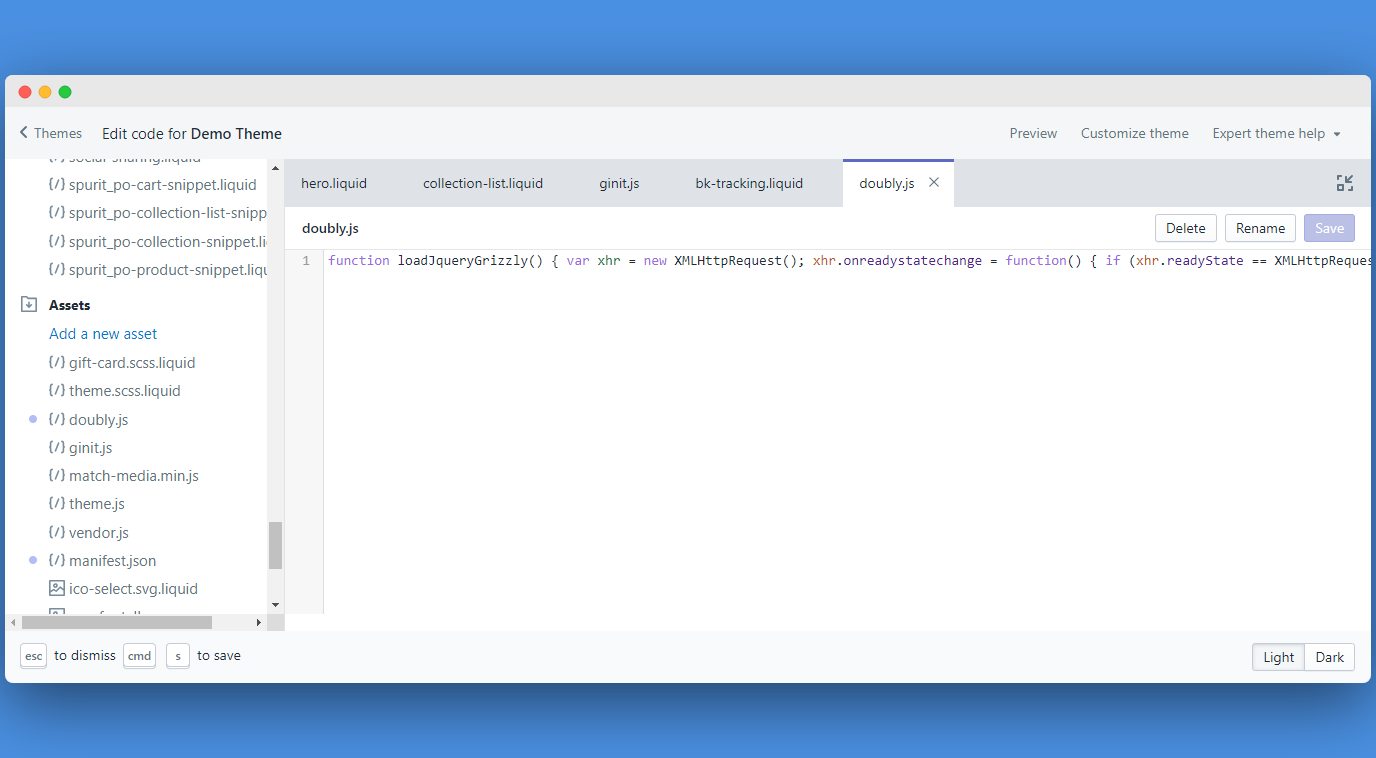 Themes Edit code for Demo Theme Preview Customize theme Expert theme help
social-sharing.liquid
{/} spurit_po-cart-snippet.liquid
{/} spurit_po-collection-list-snipp
{/} spurit_po-collection-snippet.li
{/} spurit_po-product-snippet.liqu
Assets
Add a new asset
{/} gift-card.scss.liquid
{/} theme.scss.liquid
{/} doubly.js
{/} ginit.js
{/} match-media.min.js
{/} theme.js
{/} vendor.js
{/} manifest.json
ico-select.svg.liquid
hero.liquid collection-list.liquid ginit.js bk-tracking.liquid doubly.js
doubly.js Delete Rename Save
1 function loadJqueryGrizzly() { var xhr = new XMLHttpRequest(); xhr.onreadystatechange = function() { if (xhr.readyState == XMLHttpReques
esc to dismiss cmd s to save Light Dark